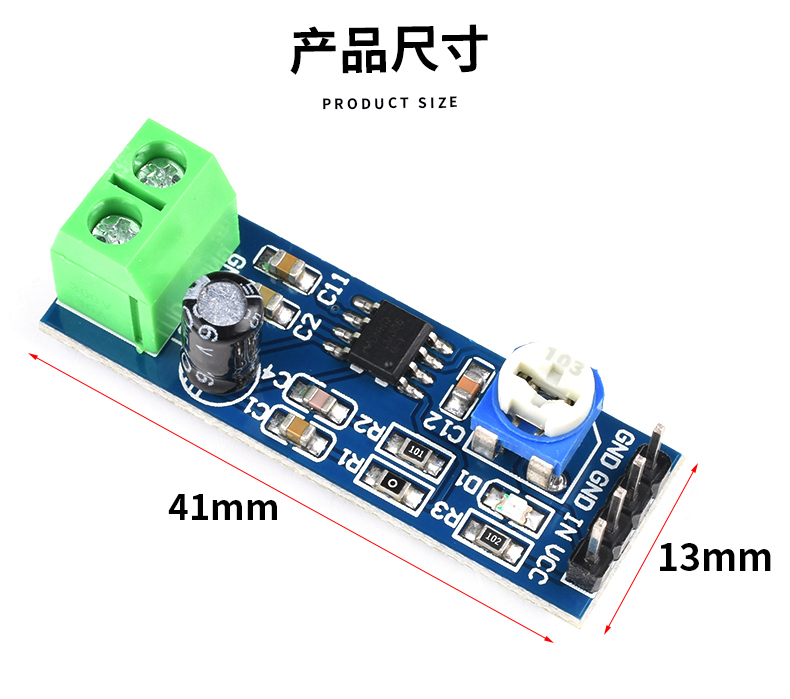 产品尺寸
PRODUCT SIZE
103
C11
C2
C4
C1
R2
101
R1
0
C12
D1
R3
102
GND
GND
IN
VCC
41mm
13mm